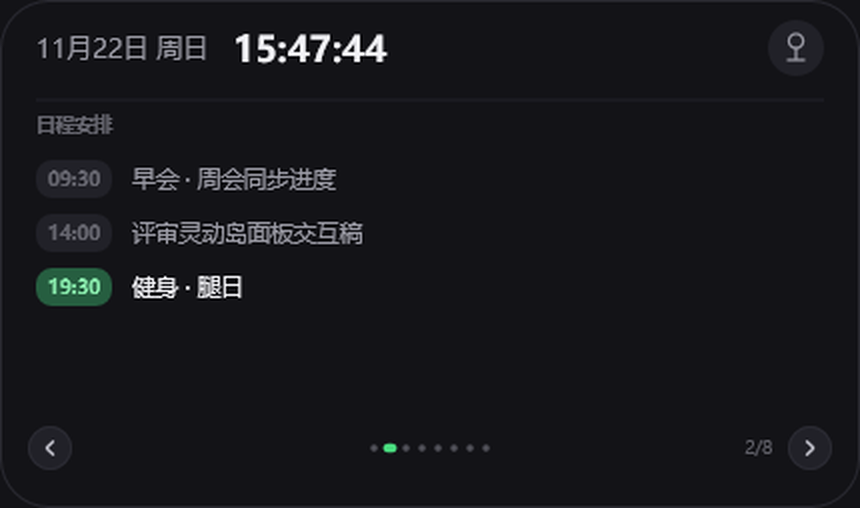 11月22日 周日 15:47:44
日程安排
09:30 早会 · 周会同步进度
14:00 评审灵动岛面板交互稿
19:30 健身 · 腿日
2/8